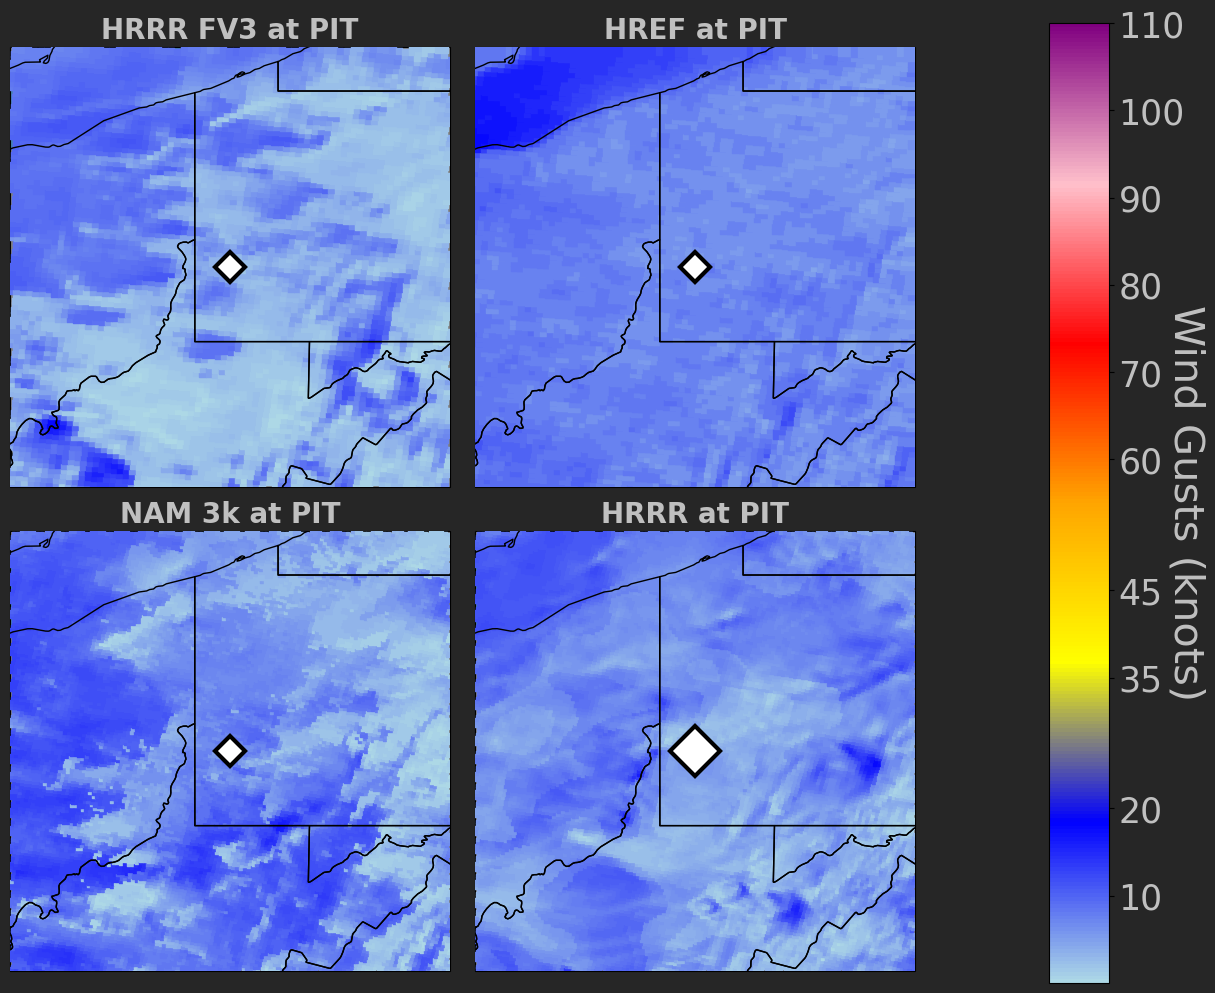 HRRR FV3 at PIT
HREF at PIT
NAM 3k at PIT
HRRR at PIT
110
100
90
80
70
60
45
35
20
10
Wind Gusts (knots)